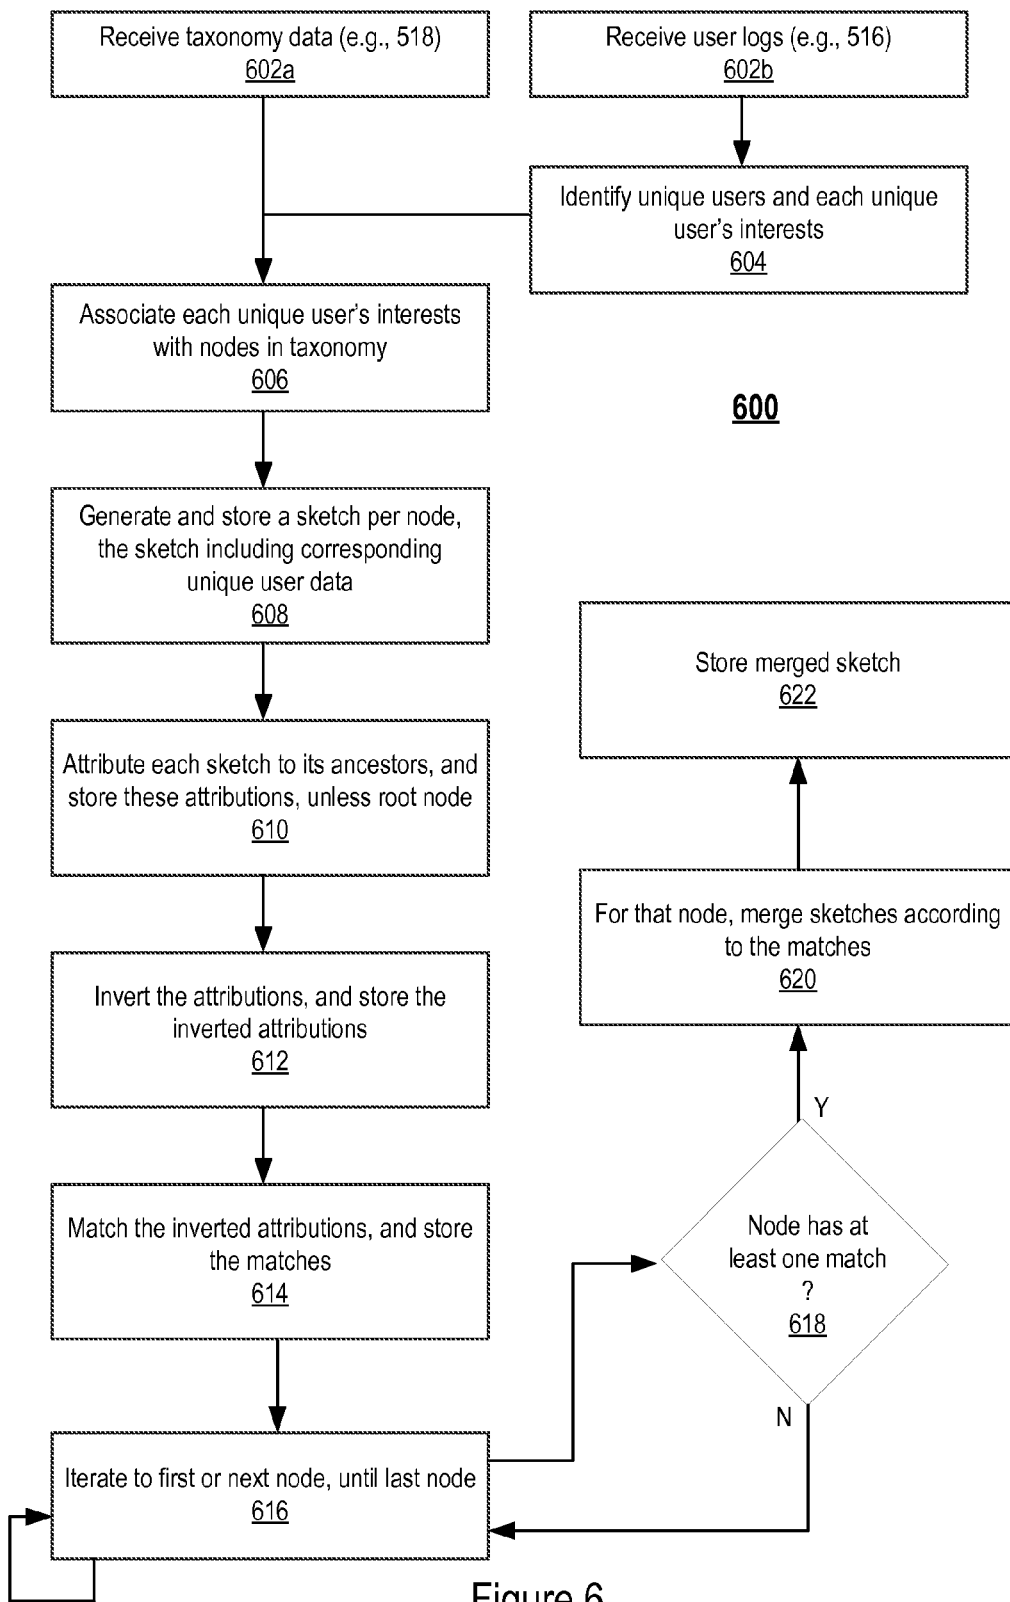 Receive taxonomy data (e.g., 518)
602a
Receive user logs (e.g., 516)
602b
Identify unique users and each unique
user's interests
604
Associate each unique user's interests
with nodes in taxonomy
606
600
Generate and store a sketch per node,
the sketch including corresponding
unique user data
608
Store merged sketch
622
Attribute each sketch to its ancestors, and
store these attributions, unless root node
610
For that node, merge sketches according
to the matches
620
Invert the attributions, and store the
inverted attributions
612
Y
Match the inverted attributions, and store
the matches
614
Node has at
least one match
?
618
N
Iterate to first or next node, until last node
616
Figure 6